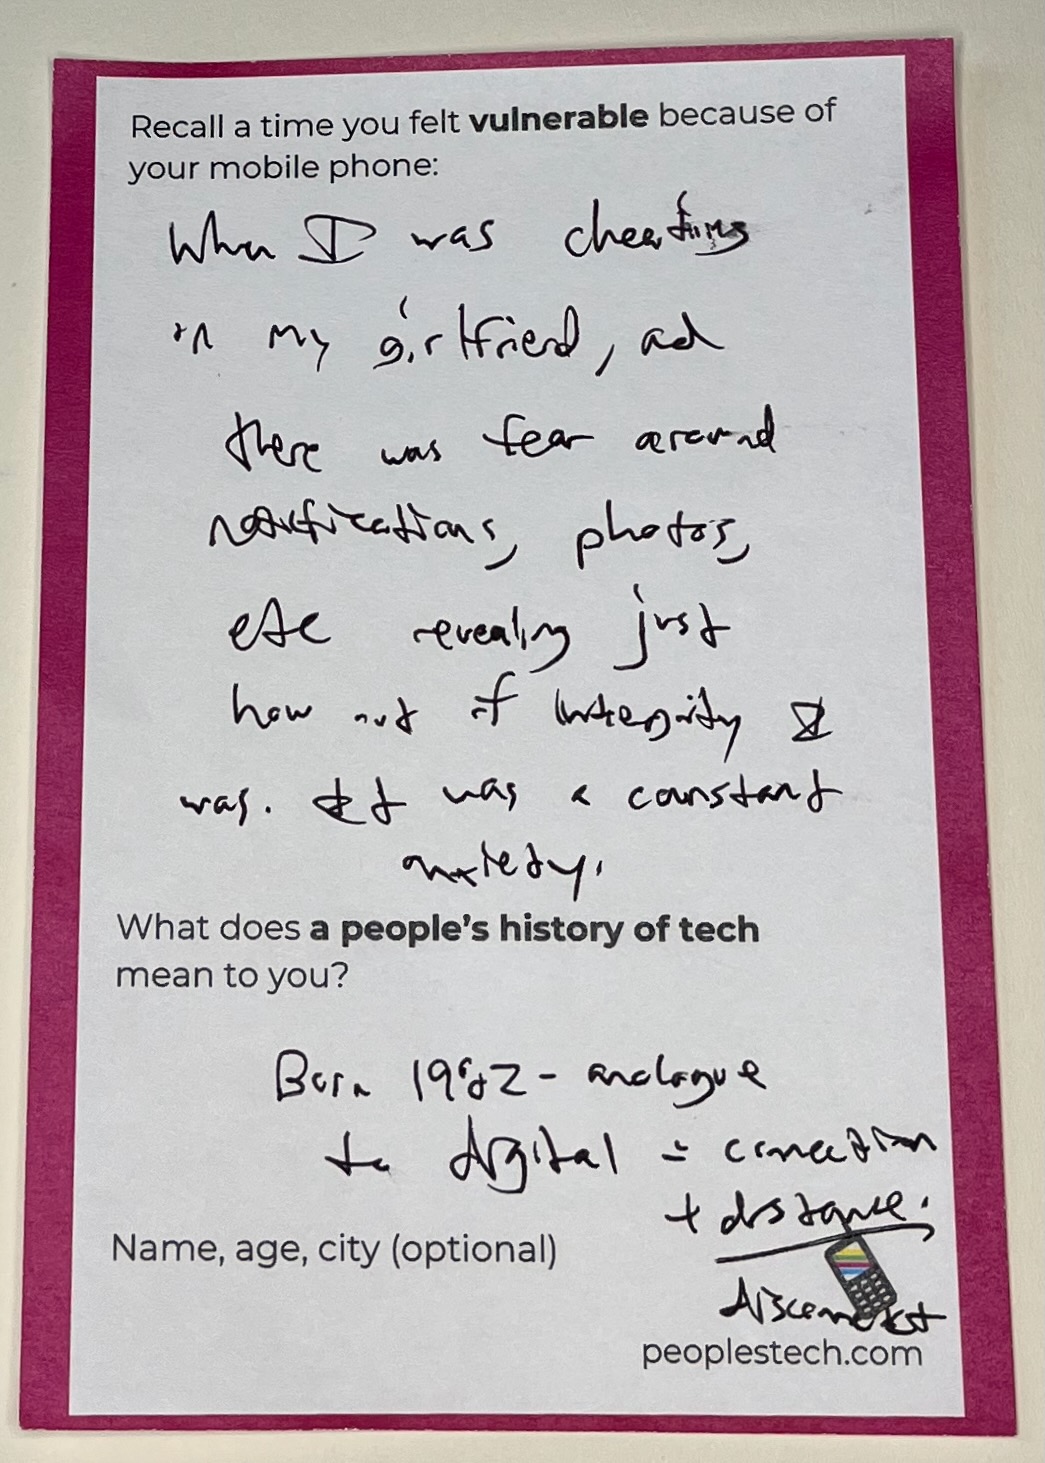 Recall a time you felt vulnerable because of
your mobile phone:
When I was cheating
on my girlfriend, ad
there was fear around
notifications, photos,
etc revealing just
how out of integrity I
was. It was a constant
anxiety.
What does a people's history of tech
mean to you?
Born 1982 - analogue
to digital = connection
+ distance.
Name, age, city (optional)
peoplestech.com